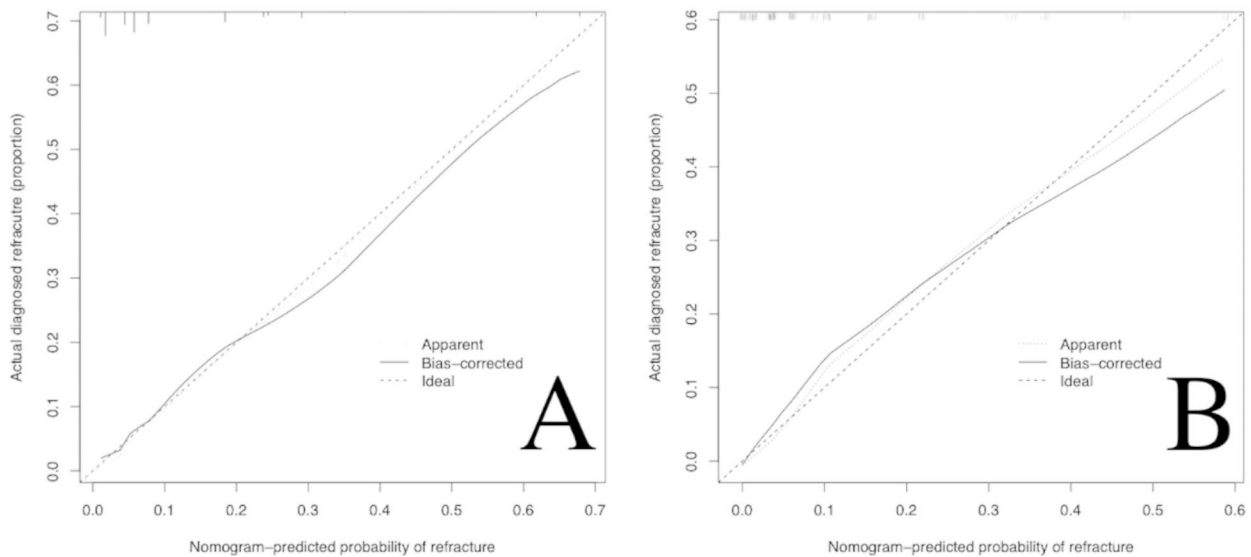 Actual diagnosed refracutre (proportion)
0.7
0.6
0.5
0.4
0.3
0.2
0.1
0.0
Apparent
Bias–corrected
Ideal
A
0.0 0.1 0.2 0.3 0.4 0.5 0.6 0.7
Nomogram–predicted probability of refracture
Actual diagnosed refracutre (proportion)
0.6
0.5
0.4
0.3
0.2
0.1
0.0
Apparent
Bias–corrected
Ideal
B
0.0 0.1 0.2 0.3 0.4 0.5 0.6
Nomogram–predicted probability of refracture